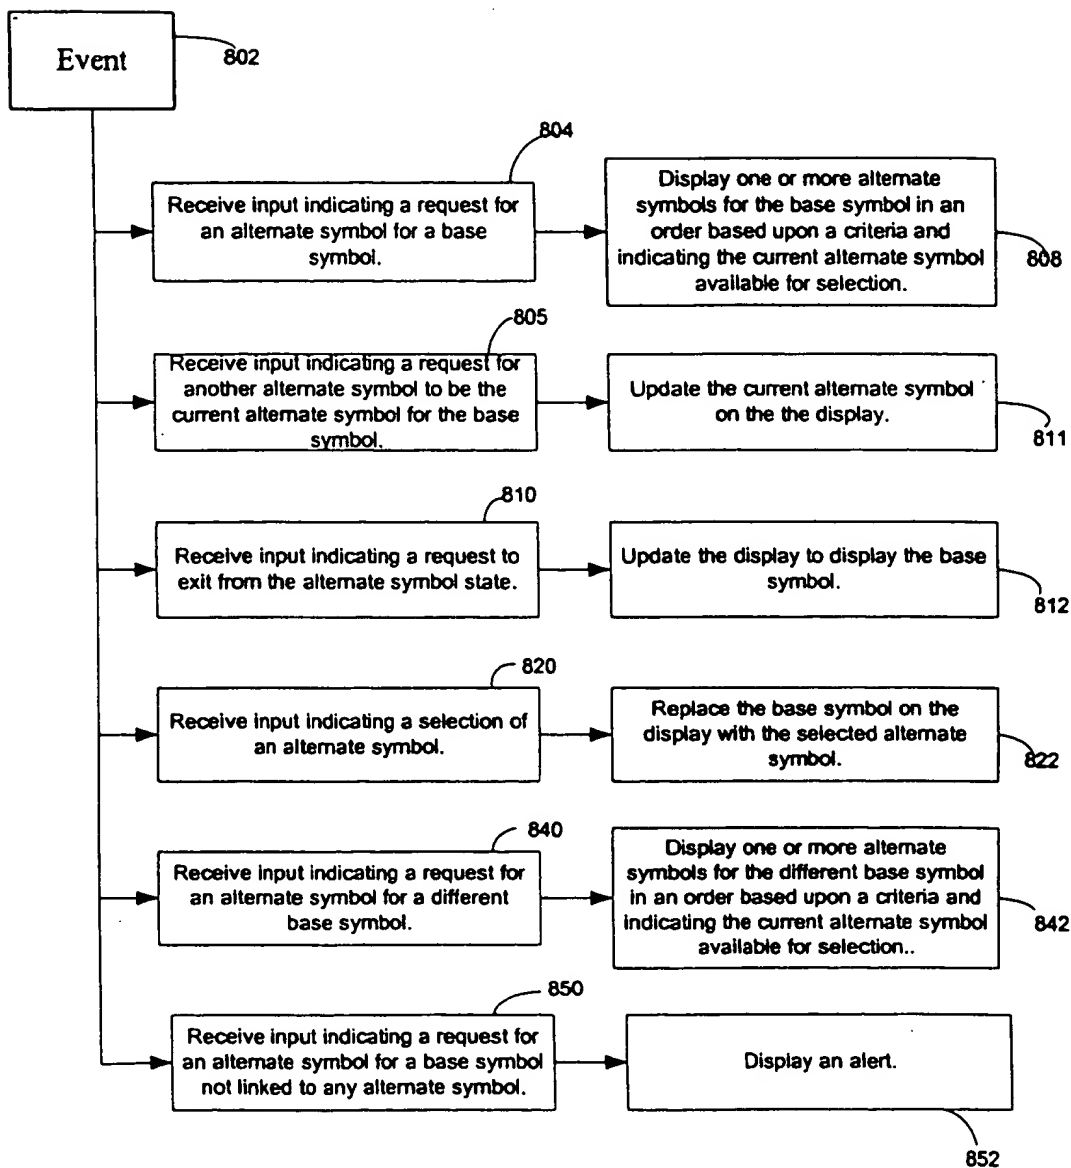 Event
802
804
Receive input indicating a request for
an alternate symbol for a base
symbol.
Display one or more alternate
symbols for the base symbol in an
order based upon a criteria and
indicating the current alternate symbol
available for selection.
808
805
Receive input indicating a request for
another alternate symbol to be the
current alternate symbol for the base
symbol.
Update the current alternate symbol
on the the display.
811
810
Receive input indicating a request to
exit from the alternate symbol state.
Update the display to display the base
symbol.
812
820
Receive input indicating a selection of
an alternate symbol.
Replace the base symbol on the
display with the selected alternate
symbol.
822
840
Receive input indicating a request for
an alternate symbol for a different
base symbol.
Display one or more alternate
symbols for the different base symbol
in an order based upon a criteria and
indicating the current alternate symbol
available for selection..
842
850
Receive input indicating a request for
an alternate symbol for a base symbol
not linked to any alternate symbol.
Display an alert.
852